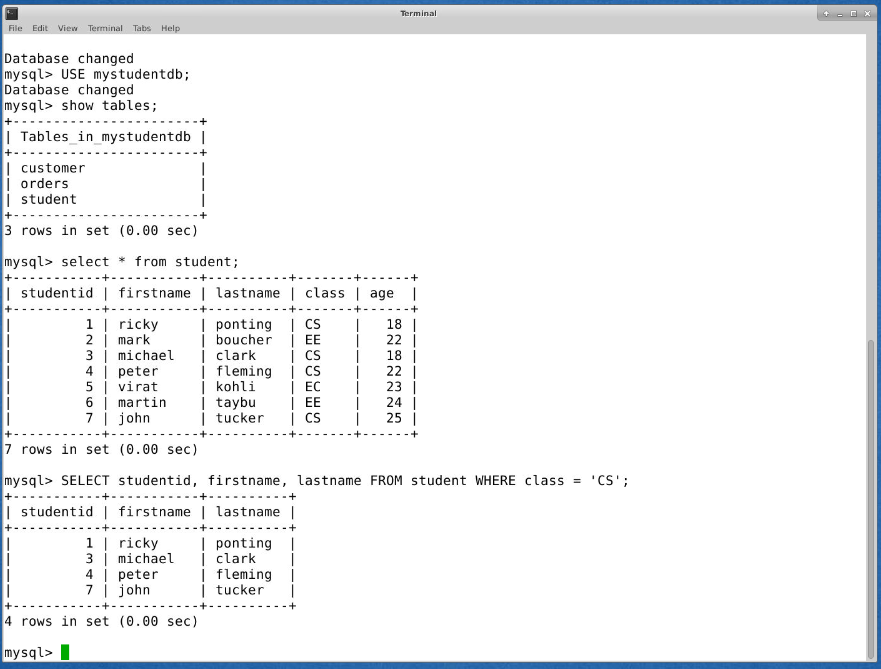 Terminal
File Edit View Terminal Tabs Help
Database changed
mysql> USE mystudentdb;
Database changed
mysql> show tables;
+-----------------------+
| Tables_in_mystudentdb |
+-----------------------+
| customer              |
| orders                |
| student               |
+-----------------------+
3 rows in set (0.00 sec)
mysql> select * from student;
+-----------+-----------+----------+-------+------+
| studentid | firstname | lastname | class | age  |
+-----------+-----------+----------+-------+------+
|         1 | ricky     | ponting  | CS    |   18 |
|         2 | mark      | boucher  | EE    |   22 |
|         3 | michael   | clark    | CS    |   18 |
|         4 | peter     | fleming  | CS    |   22 |
|         5 | virat     | kohli    | EC    |   23 |
|         6 | martin    | taybu    | EE    |   24 |
|         7 | john      | tucker   | CS    |   25 |
+-----------+-----------+----------+-------+------+
7 rows in set (0.00 sec)
mysql> SELECT studentid, firstname, lastname FROM student WHERE class = 'CS';
+-----------+-----------+----------+
| studentid | firstname | lastname |
+-----------+-----------+----------+
|         1 | ricky     | ponting  |
|         3 | michael   | clark    |
|         4 | peter     | fleming  |
|         7 | john      | tucker   |
+-----------+-----------+----------+
4 rows in set (0.00 sec)
mysql>